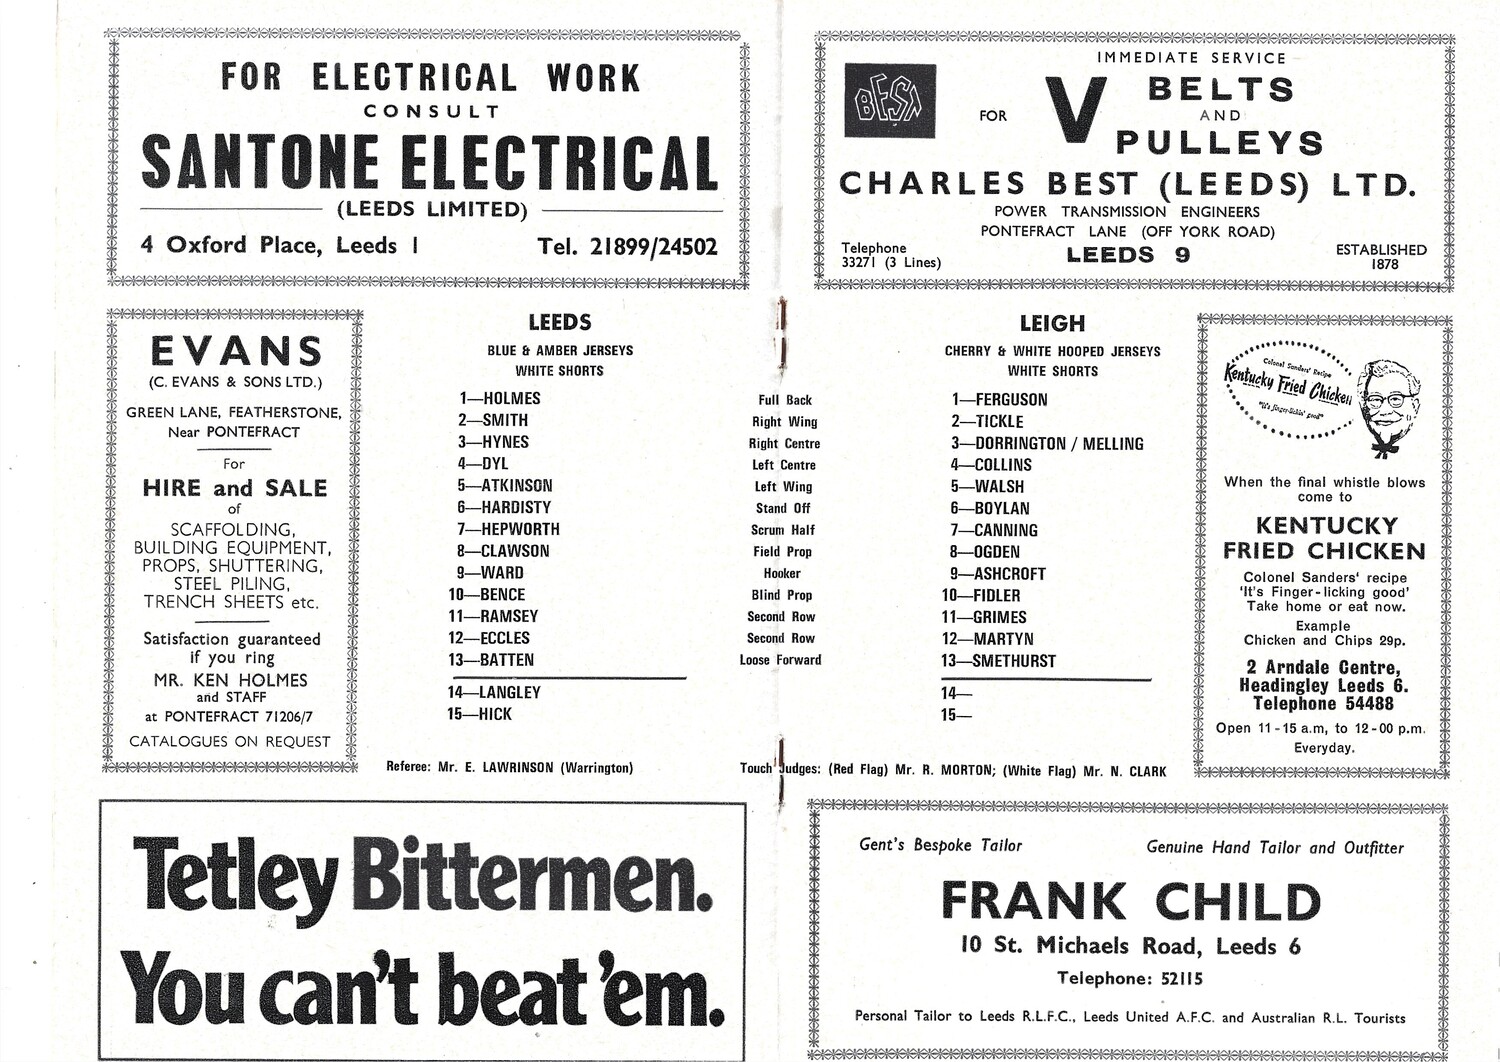 FOR ELECTRICAL WORK
CONSULT
SANTONE ELECTRICAL
(LEEDS LIMITED)
4 Oxford Place, Leeds 1 Tel. 21899/24502
IMMEDIATE SERVICE
BEST
FOR V BELTS
AND
PULLEYS
CHARLES BEST (LEEDS) LTD.
POWER TRANSMISSION ENGINEERS
PONTEFRACT LANE (OFF YORK ROAD)
Telephone
33271 (3 Lines)
LEEDS 9
ESTABLISHED
1878
EVANS
(C. EVANS & SONS LTD.)
GREEN LANE, FEATHERSTONE,
Near PONTEFRACT
For
HIRE and SALE
of
SCAFFOLDING,
BUILDING EQUIPMENT,
PROPS, SHUTTERING,
STEEL PILING,
TRENCH SHEETS etc.
Satisfaction guaranteed
if you ring
MR. KEN HOLMES
and STAFF
at PONTEFRACT 71206/7
CATALOGUES ON REQUEST
LEEDS
BLUE & AMBER JERSEYS
WHITE SHORTS
LEIGH
CHERRY & WHITE HOOPED JERSEYS
WHITE SHORTS
1—HOLMES Full Back 1—FERGUSON
2—SMITH Right Wing 2—TICKLE
3—HYNES Right Centre 3—DORRINGTON / MELLING
4—DYL Left Centre 4—COLLINS
5—ATKINSON Left Wing 5—WALSH
6—HARDISTY Stand Off 6—BOYLAN
7—HEPWORTH Scrum Half 7—CANNING
8—CLAWSON Field Prop 8—OGDEN
9—WARD Hooker 9—ASHCROFT
10—BENCE Blind Prop 10—FIDLER
11—RAMSEY Second Row 11—GRIMES
12—ECCLES Second Row 12—MARTYN
13—BATTEN Loose Forward 13—SMETHURST
14—LANGLEY 14—
15—HICK 15—
Referee: Mr. E. LAWRINSON (Warrington) Touch Judges: (Red Flag) Mr. R. MORTON; (White Flag) Mr. N. CLARK
Colonel Sanders' Recipe
Kentucky Fried Chicken
"It's finger-lickin' good"
When the final whistle blows
come to
KENTUCKY
FRIED CHICKEN
Colonel Sanders' recipe
'It's Finger-licking good'
Take home or eat now.
Example
Chicken and Chips 29p.
2 Arndale Centre,
Headingley Leeds 6.
Telephone 54488
Open 11-15 a.m, to 12-00 p.m.
Everyday.
Tetley Bittermen.
You can't beat 'em.
Gent's Bespoke Tailor Genuine Hand Tailor and Outfitter
FRANK CHILD
10 St. Michaels Road, Leeds 6
Telephone: 52115
Personal Tailor to Leeds R.L.F.C., Leeds United A.F.C. and Australian R.L. Tourists